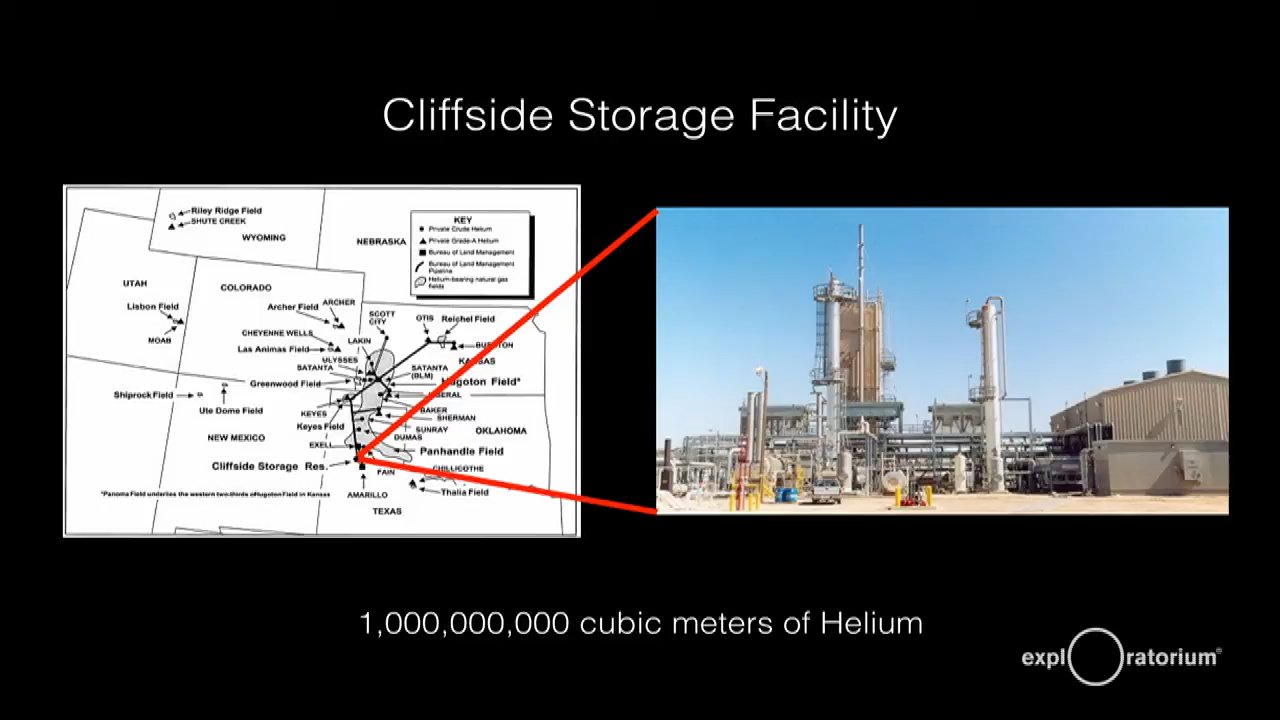 Cliffside Storage Facility
Riley Ridge Field
SHUTE CREEK
WYOMING
NEBRASKA
KEY
Private Crude Helium
Private Grade-A Helium
Bureau of Land Management
Bureau of Land Management
Pipeline
Helium-bearing natural gas
fields
UTAH
COLORADO
Lisbon Field
MOAB
Archer Field
ARCHER
SCOTT
CITY
OTIS
Reichel Field
CHEYENNE WELLS
LAKIN
Las Animas Field
ULYSSES
SATANTA
SATANTA
(BLM)
Greenwood Field
Hugoton Field*
Shiprock Field
Ute Dome Field
KEYES
BAKER
SHERMAN
Keyes Field
SUNRAY
OKLAHOMA
NEW MEXICO
DUMAS
EXELL
Panhandle Field
Cliffside Storage Res.
FAIN
CHILLICOTHE
*Panoma Field underlies the western two-thirds of Hugoton Field in Kansas
AMARILLO
Thalia Field
TEXAS
1,000,000,000 cubic meters of Helium
expl ratorium®